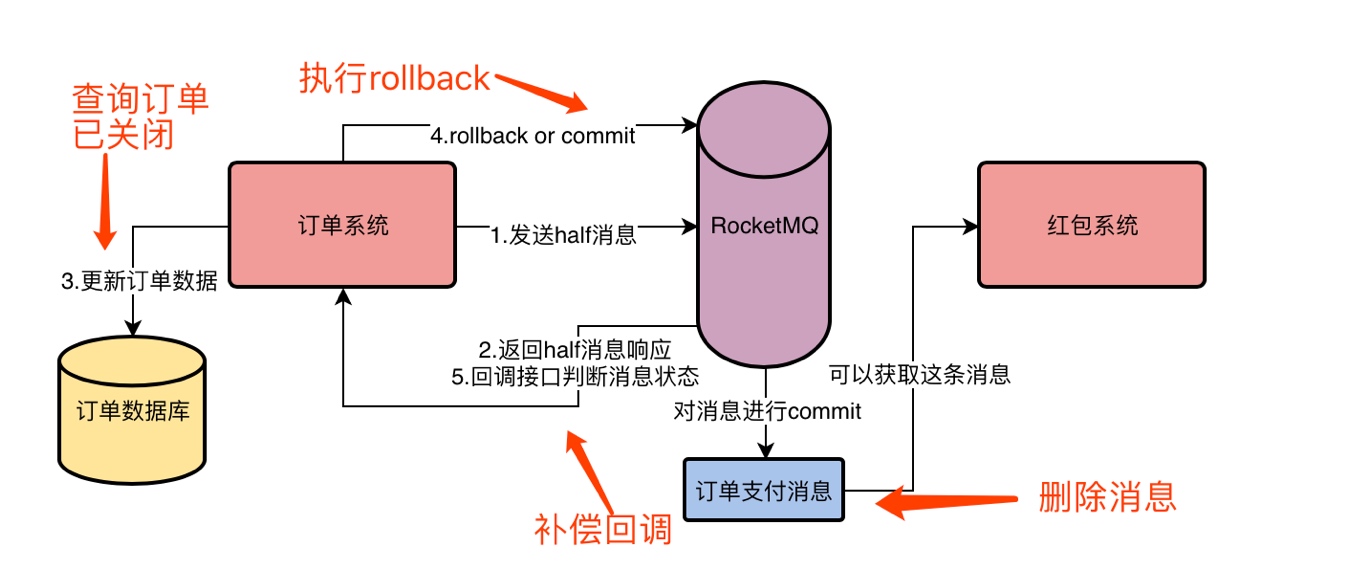 执行rollback
查询订单
已关闭
4.rollback or commit
订单系统
1.发送half消息
RocketMQ
红包系统
3.更新订单数据
2.返回half消息响应
5.回调接口判断消息状态
可以获取这条消息
订单数据库
对消息进行commit
订单支付消息
删除消息
补偿回调